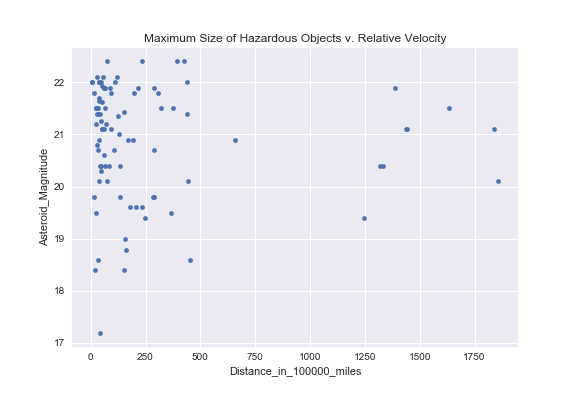 Maximum Size of Hazardous Objects v. Relative Velocity
22
21
20
19
18
17
Asteroid_Magnitude
0 250 500 750 1000 1250 1500 1750
Distance_in_100000_miles